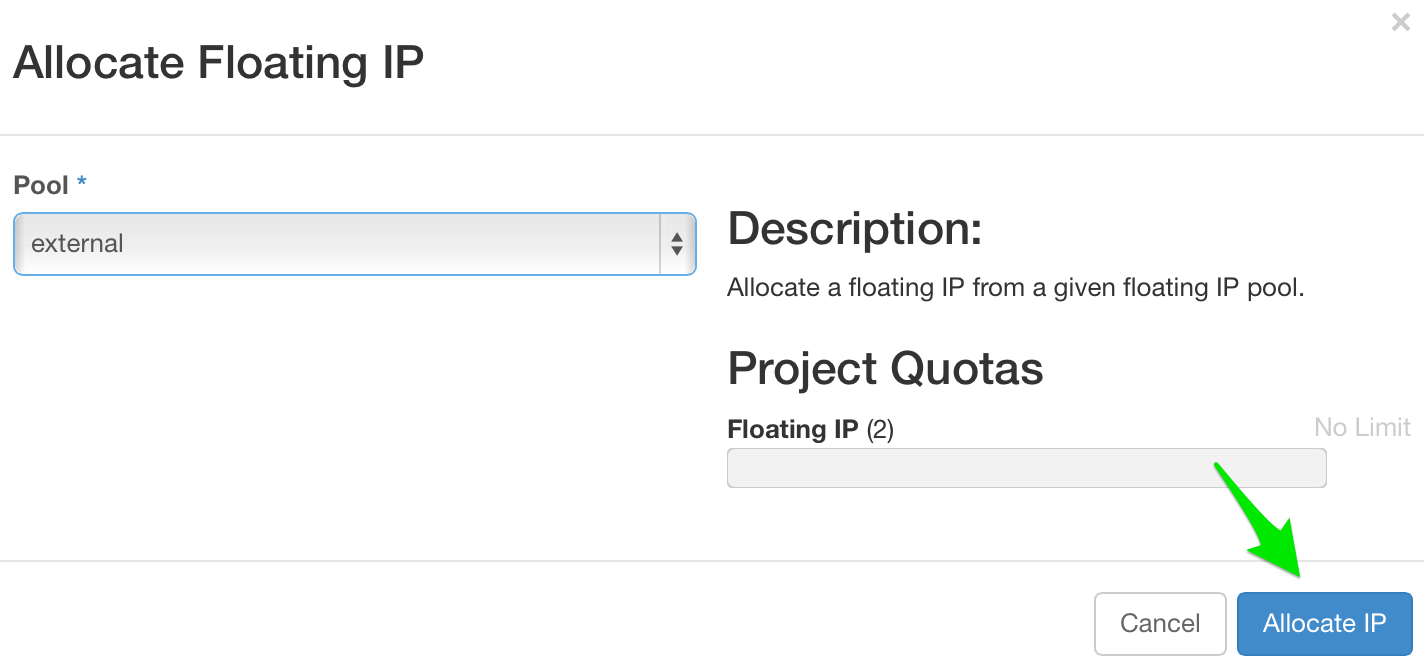 ×
Allocate Floating IP
Pool *
external
Description:
Allocate a floating IP from a given floating IP pool.
Project Quotas
Floating IP (2)
No Limit
Cancel
Allocate IP